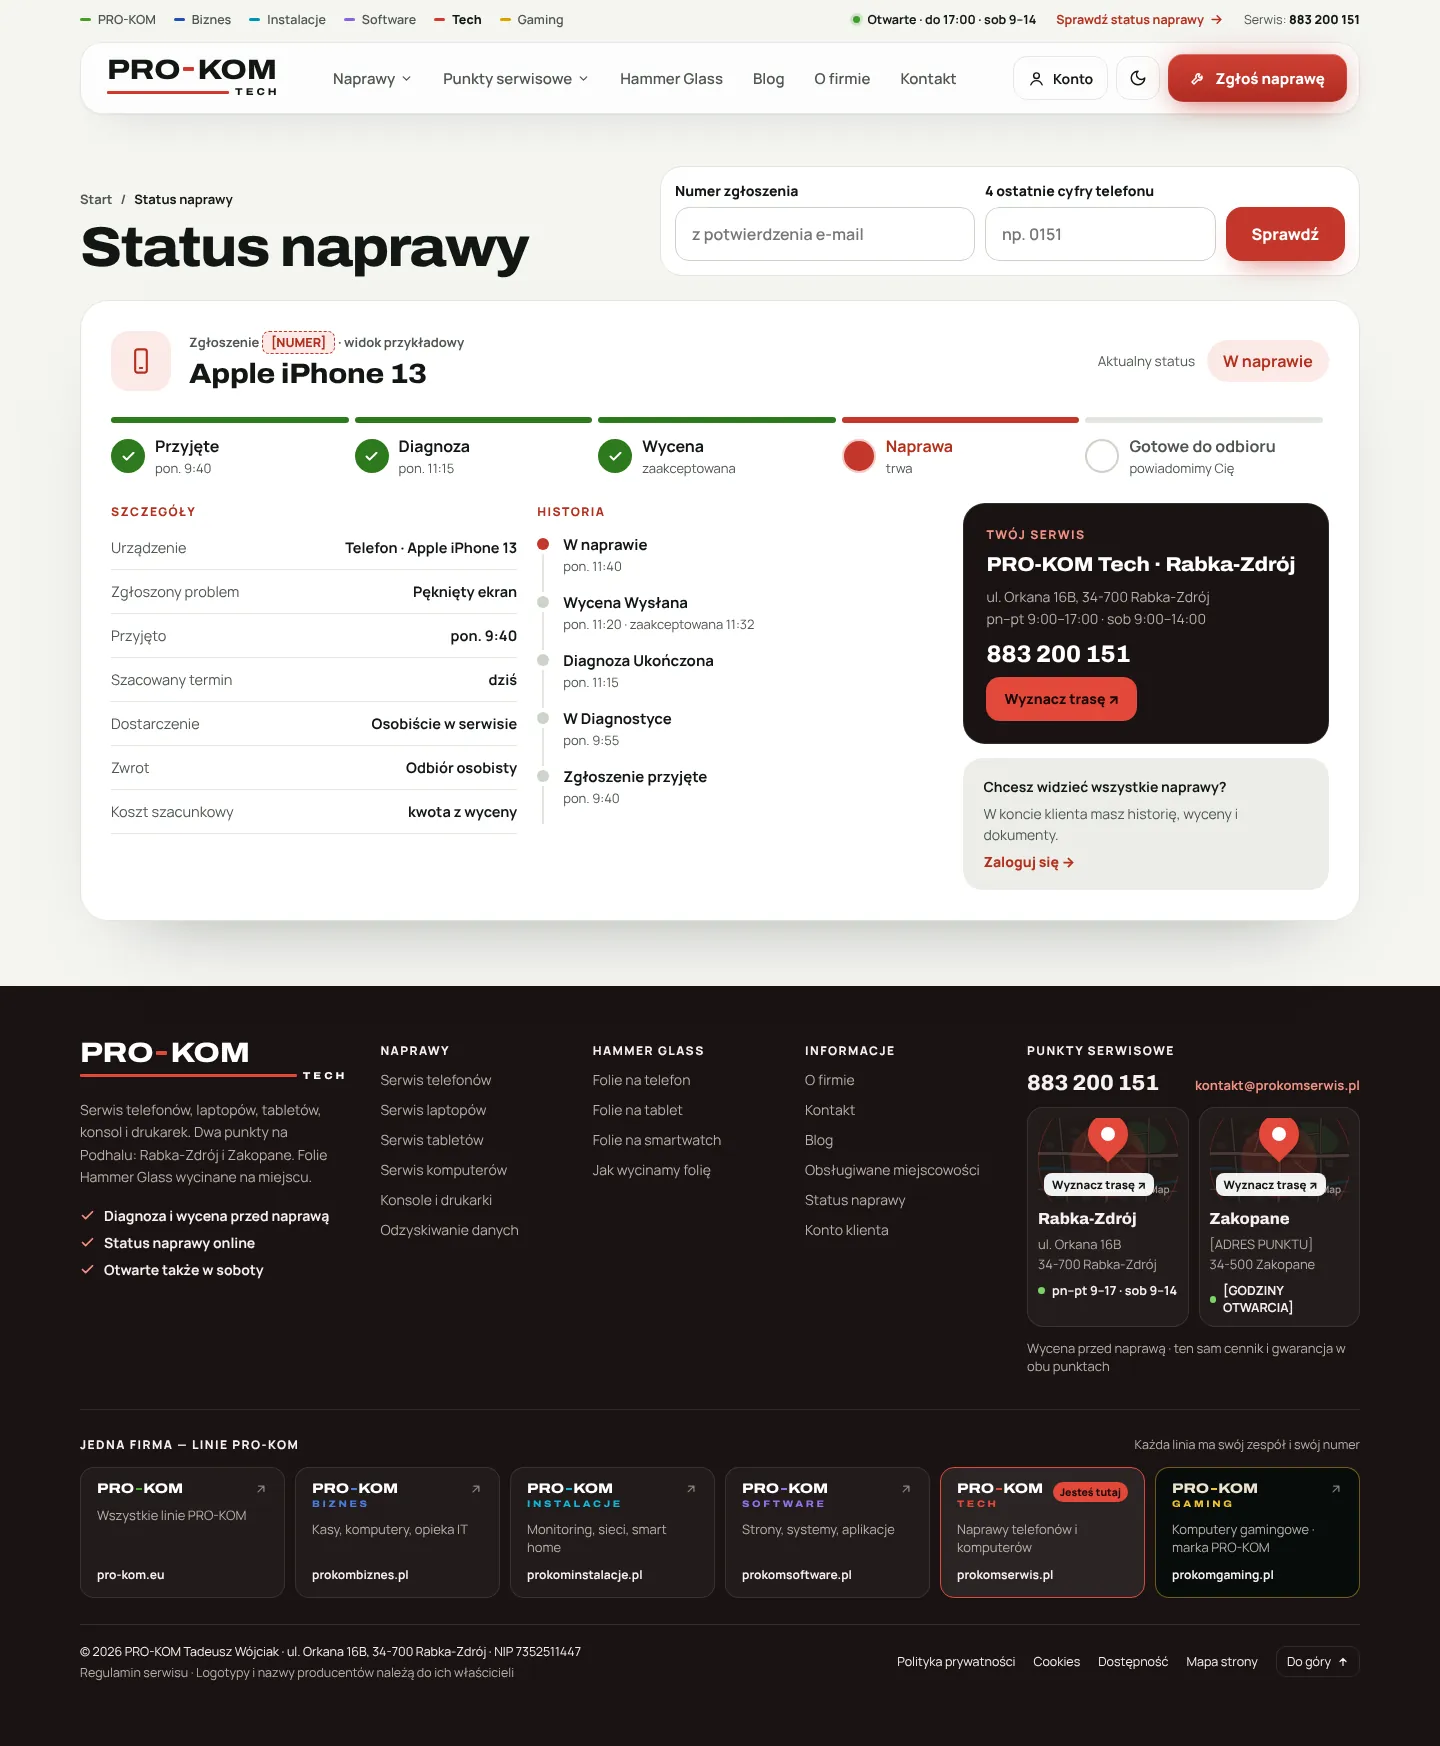 PRO-KOM Biznes Instalacje Software Tech Gaming
Otwarte · do 17:00 · sob 9–14 Sprawdź status naprawy → Serwis: 883 200 151
PRO-KOM
TECH
Naprawy Punkty serwisowe Hammer Glass Blog O firmie Kontakt
Konto
Zgłoś naprawę
Start / Status naprawy
Status naprawy
Numer zgłoszenia
z potwierdzenia e-mail
4 ostatnie cyfry telefonu
np. 0151
Sprawdź
Zgłoszenie [NUMER] · widok przykładowy
Apple iPhone 13
Aktualny status W naprawie
Przyjęte
pon. 9:40
Diagnoza
pon. 11:15
Wycena
zaakceptowana
Naprawa
trwa
Gotowe do odbioru
powiadomimy Cię
SZCZEGÓŁY
Urządzenie Telefon · Apple iPhone 13
Zgłoszony problem Pęknięty ekran
Przyjęto pon. 9:40
Szacowany termin dziś
Dostarczenie Osobiście w serwisie
Zwrot Odbiór osobisty
Koszt szacunkowy kwota z wyceny
HISTORIA
W naprawie
pon. 11:40
Wycena Wysłana
pon. 11:20 · zaakceptowana 11:32
Diagnoza Ukończona
pon. 11:15
W Diagnostyce
pon. 9:55
Zgłoszenie przyjęte
pon. 9:40
TWÓJ SERWIS
PRO-KOM Tech · Rabka-Zdrój
ul. Orkana 16B, 34-700 Rabka-Zdrój
pn–pt 9:00–17:00 · sob 9:00–14:00
883 200 151
Wyznacz trasę ↗
Chcesz widzieć wszystkie naprawy?
W koncie klienta masz historię, wyceny i
dokumenty.
Zaloguj się →
PRO-KOM
TECH
Serwis telefonów, laptopów, tabletów,
konsol i drukarek. Dwa punkty na
Podhalu: Rabka-Zdrój i Zakopane. Folie
Hammer Glass wycinane na miejscu.
Diagnoza i wycena przed naprawą
Status naprawy online
Otwarte także w soboty
NAPRAWY
Serwis telefonów
Serwis laptopów
Serwis tabletów
Serwis komputerów
Konsole i drukarki
Odzyskiwanie danych
HAMMER GLASS
Folie na telefon
Folie na tablet
Folie na smartwatch
Jak wycinamy folię
INFORMACJE
O firmie
Kontakt
Blog
Obsługiwane miejscowości
Status naprawy
Konto klienta
PUNKTY SERWISOWE
883 200 151 kontakt@prokomserwis.pl
Wyznacz trasę ↗ Map
Rabka-Zdrój
ul. Orkana 16B
34-700 Rabka-Zdrój
pn–pt 9–17 · sob 9–14
Wyznacz trasę ↗ Map
Zakopane
[ADRES PUNKTU]
34-500 Zakopane
[GODZINY
OTWARCIA]
Wycena przed naprawą · ten sam cennik i gwarancja w
obu punktach
JEDNA FIRMA — LINIE PRO-KOM
Każda linia ma swój zespół i swój numer
PRO-KOM
Wszystkie linie PRO-KOM
pro-kom.eu
PRO-KOM
BIZNES
Kasy, komputery, opieka IT
prokombiznes.pl
PRO-KOM
INSTALACJE
Monitoring, sieci, smart
home
prokominstalacje.pl
PRO-KOM
SOFTWARE
Strony, systemy, aplikacje
prokomsoftware.pl
PRO-KOM
TECH
Jesteś tutaj
Naprawy telefonów i
komputerów
prokomserwis.pl
PRO-KOM
GAMING
Komputery gamingowe ·
marka PRO-KOM
prokomgaming.pl
© 2026 PRO-KOM Tadeusz Wójciak · ul. Orkana 16B, 34-700 Rabka-Zdrój · NIP 7352511447
Regulamin serwisu · Logotypy i nazwy producentów należą do ich właścicieli
Polityka prywatności Cookies Dostępność Mapa strony Do góry ↑